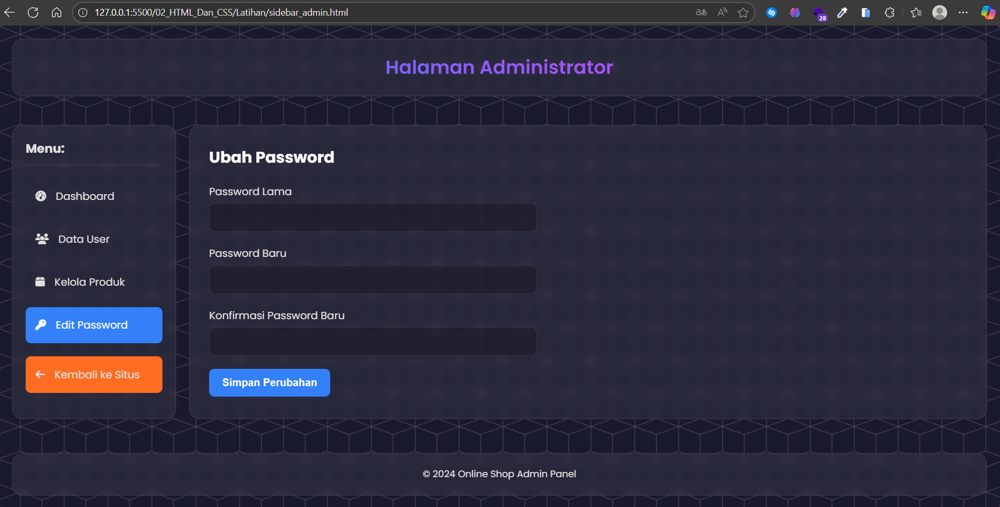 127.0.0.1:5500/02_HTML_Dan_CSS/Latihan/sidebar_admin.html
28
Halaman Administrator
Menu:
Dashboard
Data User
Kelola Produk
Edit Password
Kembali ke Situs
Ubah Password
Password Lama
Password Baru
Konfirmasi Password Baru
Simpan Perubahan
© 2024 Online Shop Admin Panel